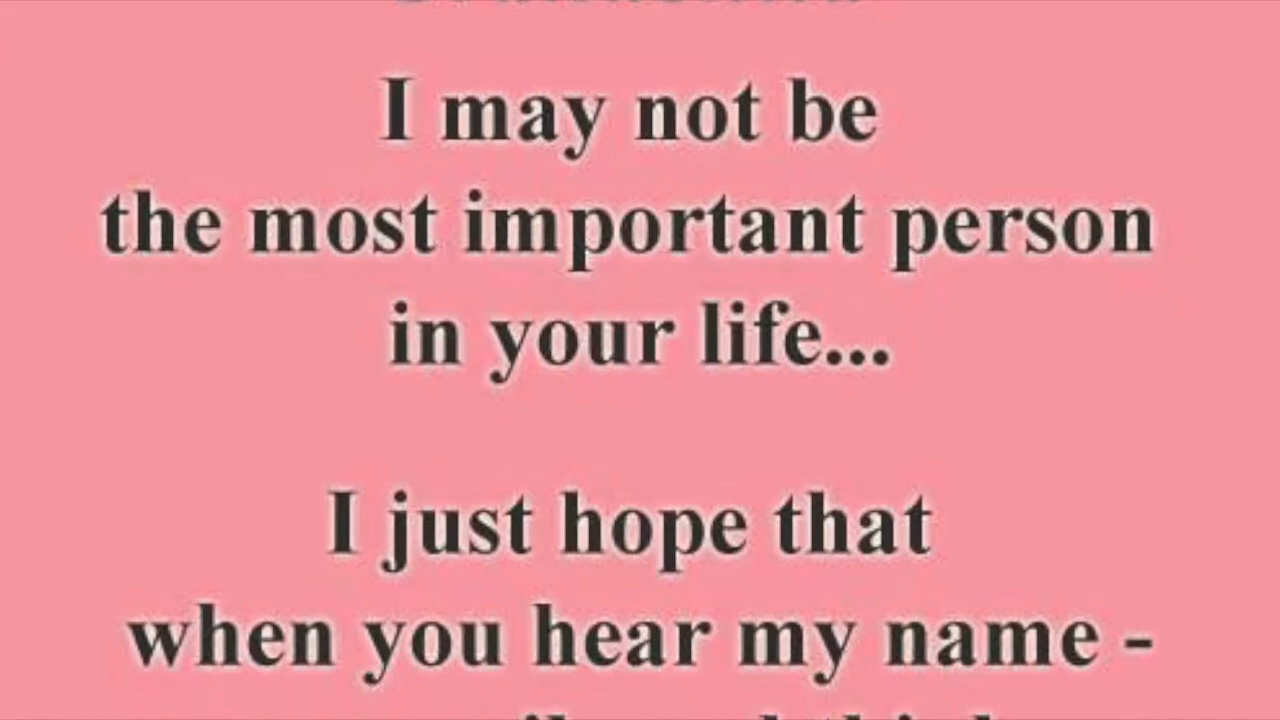 I may not be
the most important person
in your life...
I just hope that
when you hear my name -